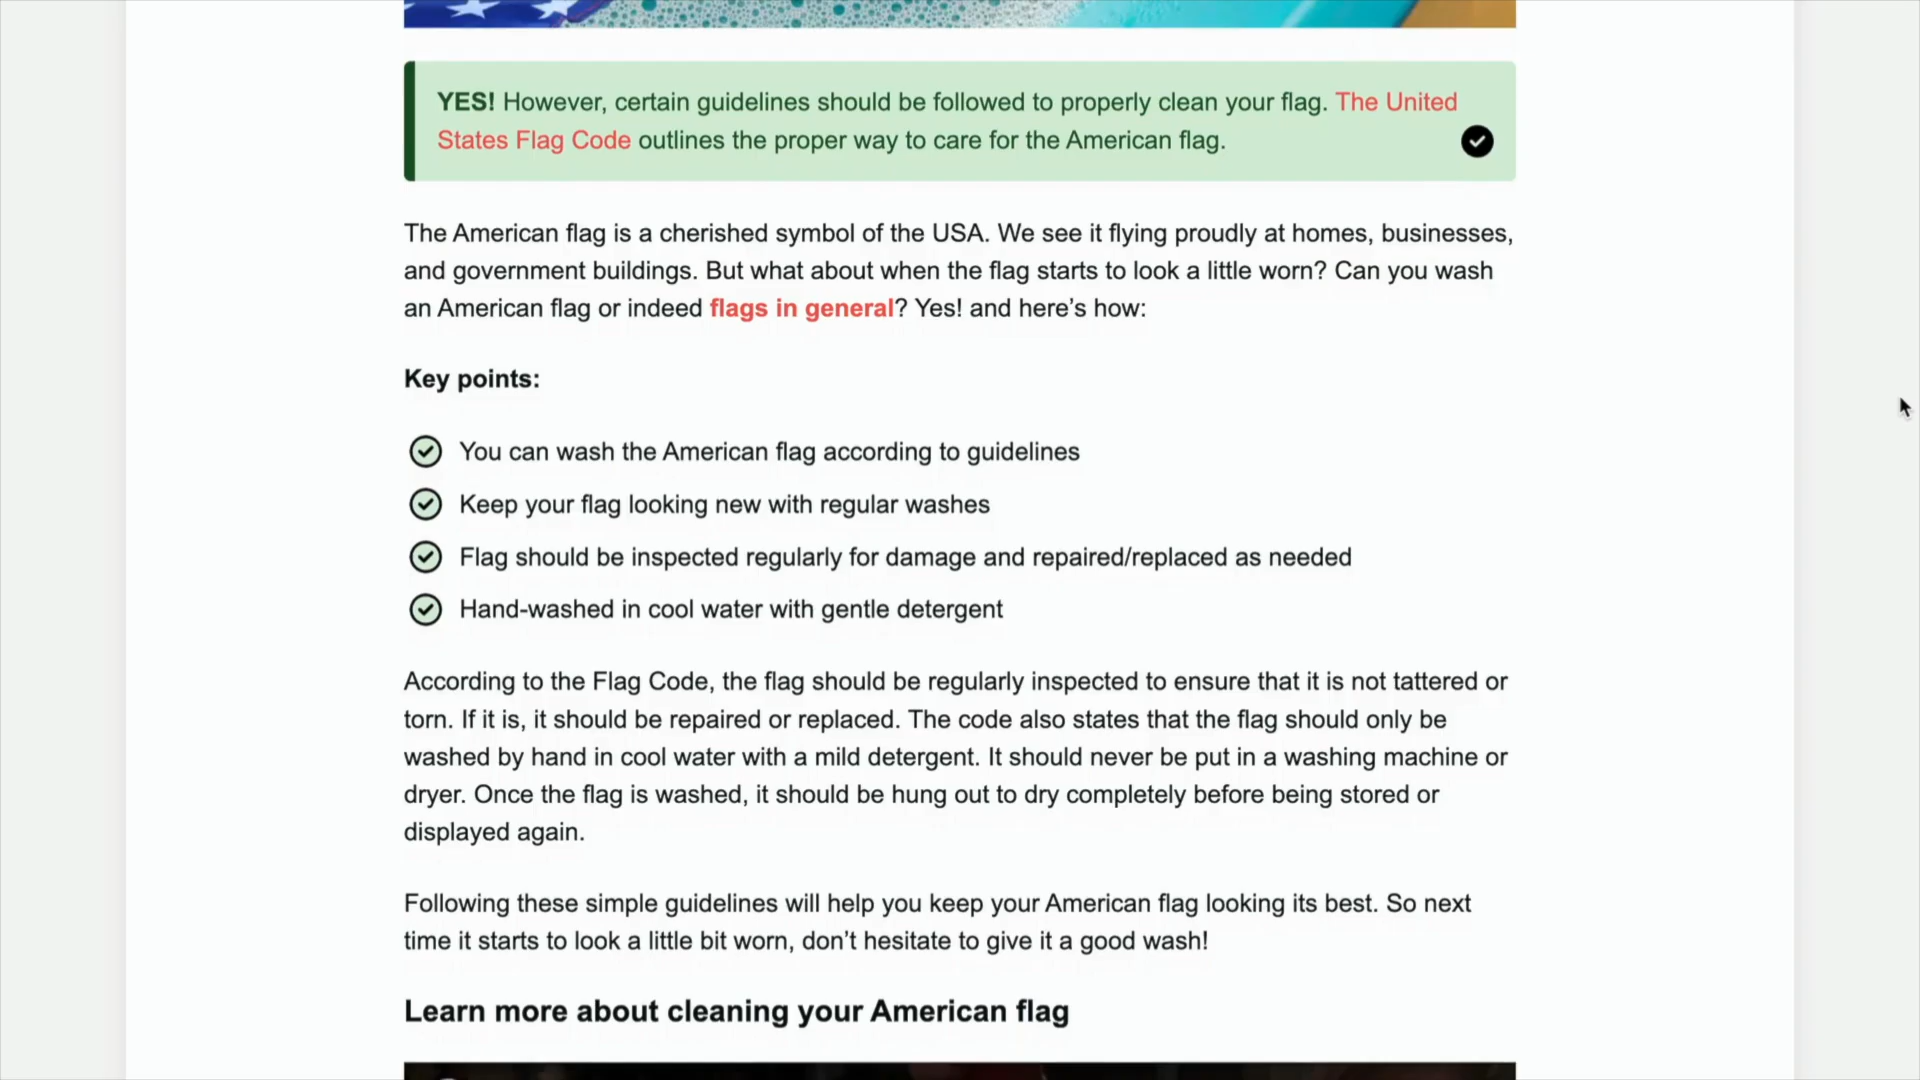 YES! However, certain guidelines should be followed to properly clean your flag. The United
States Flag Code outlines the proper way to care for the American flag.
The American flag is a cherished symbol of the USA. We see it flying proudly at homes, businesses,
and government buildings. But what about when the flag starts to look a little worn? Can you wash
an American flag or indeed flags in general? Yes! and here’s how:
Key points:
You can wash the American flag according to guidelines
Keep your flag looking new with regular washes
Flag should be inspected regularly for damage and repaired/replaced as needed
Hand-washed in cool water with gentle detergent
According to the Flag Code, the flag should be regularly inspected to ensure that it is not tattered or
torn. If it is, it should be repaired or replaced. The code also states that the flag should only be
washed by hand in cool water with a mild detergent. It should never be put in a washing machine or
dryer. Once the flag is washed, it should be hung out to dry completely before being stored or
displayed again.
Following these simple guidelines will help you keep your American flag looking its best. So next
time it starts to look a little bit worn, don’t hesitate to give it a good wash!
Learn more about cleaning your American flag